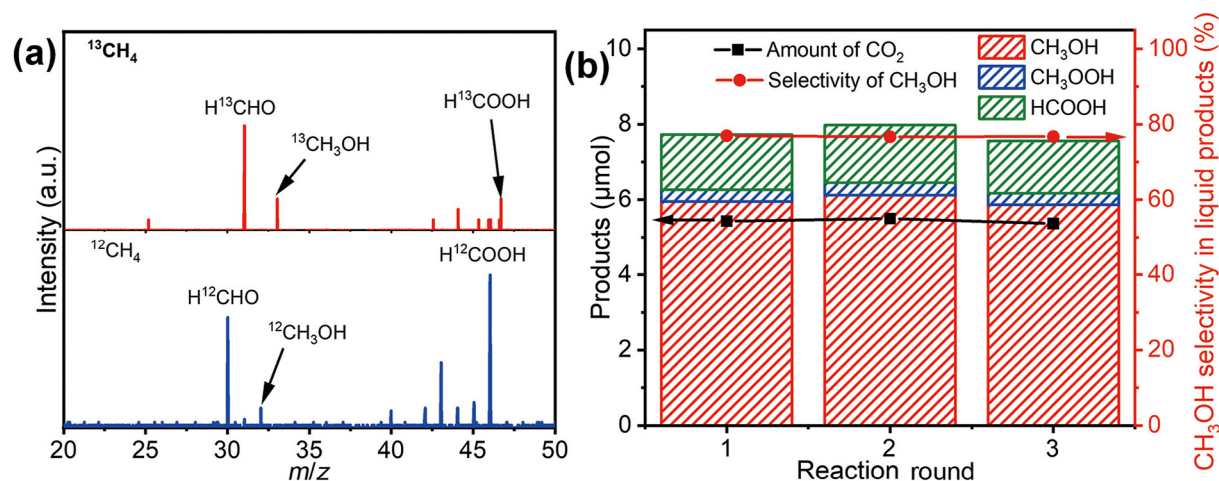 (a)
¹³CH₄
H¹³CHO
¹³CH₃OH
H¹³COOH
¹²CH₄
H¹²CHO
¹²CH₃OH
H¹²COOH
Intensity (a.u.)
20 25 30 35 40 45 50
m/z
(b)
Amount of CO₂
Selectivity of CH₃OH
CH₃OH
CH₃OOH
HCOOH
10
8
6
4
2
0
Products (μmol)
1 2 3
Reaction round
100
80
60
40
20
0
CH₃OH selectivity in liquid products (%)